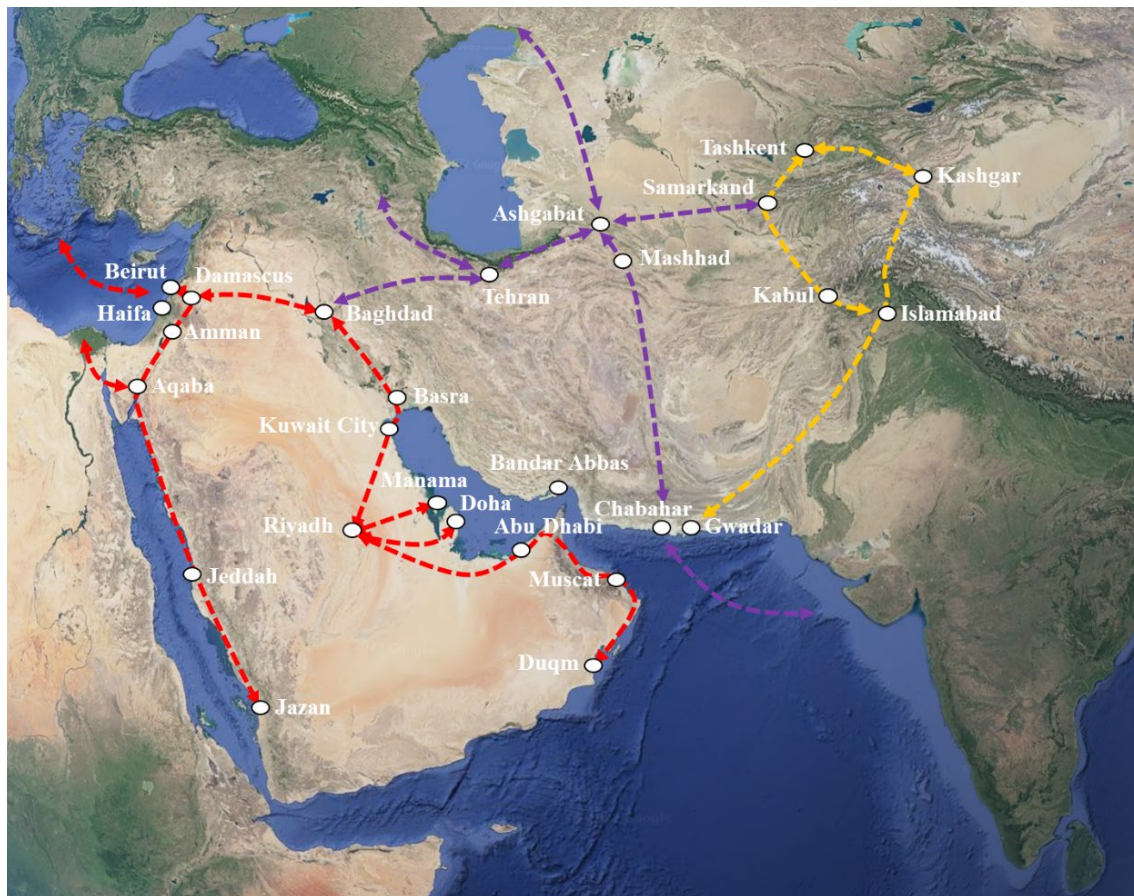 Tashkent
Kashgar
Samarkand
Ashgabat
Mashhad
Beirut
Damascus
Tehran
Kabul
Haifa
Baghdad
Islamabad
Amman
Aqaba
Basra
Kuwait City
Bandar Abbas
Manama
Doha
Chabahar
Riyadh
Abu Dhabi
Gwadar
Jeddah
Muscat
Duqm
Jazan